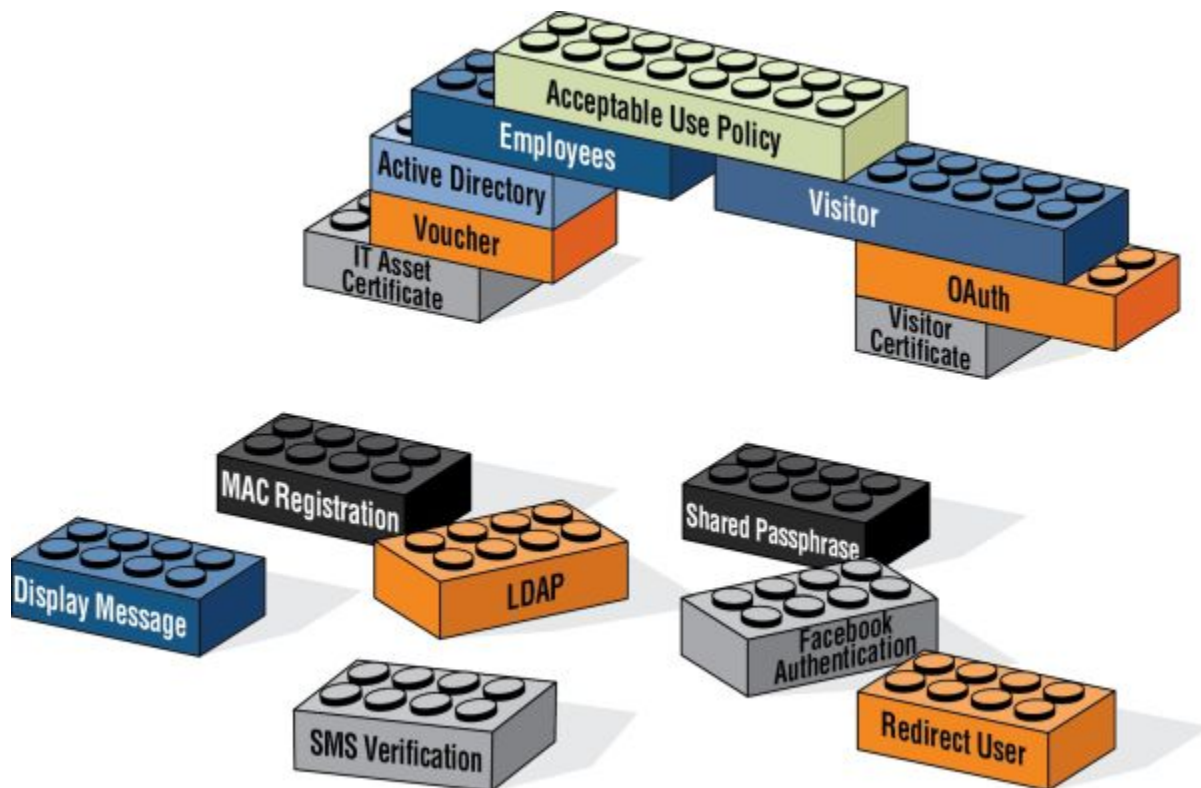 Acceptable Use Policy
Employees
Visitor
Active Directory
Voucher
OAuth
IT Asset
Certificate
Visitor
Certificate
MAC Registration
Shared Passphrase
Display Message
LDAP
Facebook
Authentication
SMS Verification
Redirect User